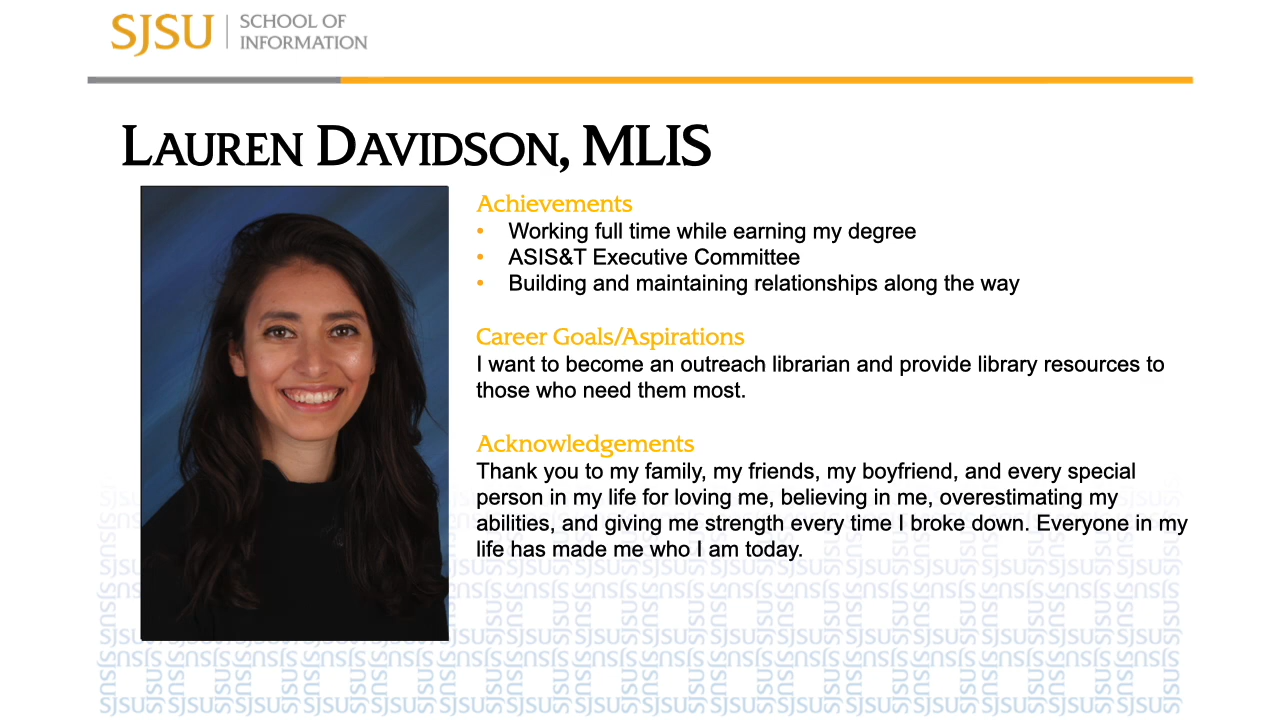 SJSU SCHOOL OF
INFORMATION
LAUREN DAVIDSON, MLIS
Achievements
• Working full time while earning my degree
• ASIS&T Executive Committee
• Building and maintaining relationships along the way
Career Goals/Aspirations
I want to become an outreach librarian and provide library resources to
those who need them most.
Acknowledgements
Thank you to my family, my friends, my boyfriend, and every special
person in my life for loving me, believing in me, overestimating my
abilities, and giving me strength every time I broke down. Everyone in my
life has made me who I am today.